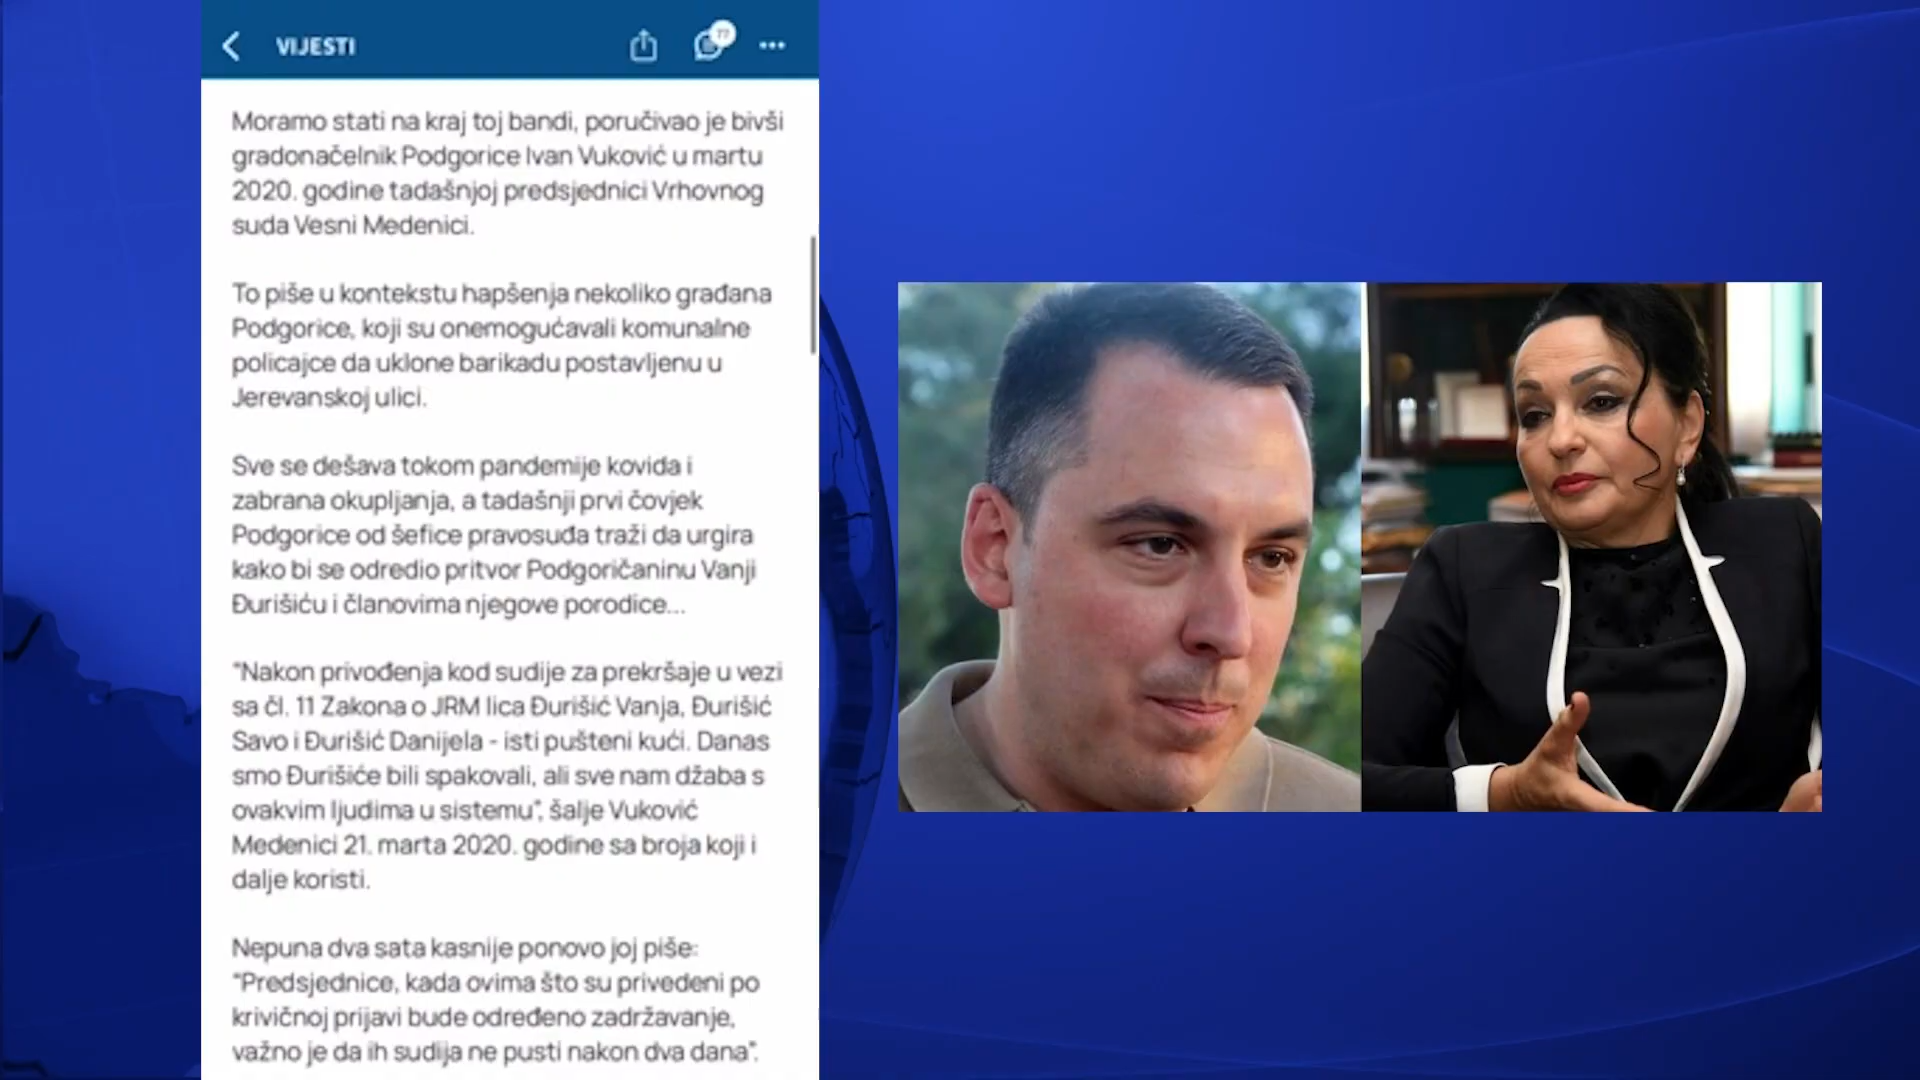 VIJESTI
77
Moramo stati na kraj toj bandi, poručivao je bivši
gradonačelnik Podgorice Ivan Vuković u martu
2020. godine tadašnjoj predsjednici Vrhovnog
suda Vesni Medenici.
To piše u kontekstu hapšenja nekoliko građana
Podgorice, koji su onemogućavali komunalne
policajce da uklone barikadu postavljenu u
Jerevanskoj ulici.
Sve se dešava tokom pandemije kovida i
zabrana okupljanja, a tadašnji prvi čovjek
Podgorice od šefice pravosuđa traži da urgira
kako bi se odredio pritvor Podgoričaninu Vanji
Đurišiću i članovima njegove porodice...
“Nakon privođenja kod sudije za prekršaje u vezi
sa čl. 11 Zakona o JRM lica Đurišić Vanja, Đurišić
Savo i Đurišić Danijela - isti pušteni kući. Danas
smo Đurišiće bili spakovali, ali sve nam džaba s
ovakvim ljudima u sistemu”, šalje Vuković
Medenici 21. marta 2020. godine sa broja koji i
dalje koristi.
Nepuna dva sata kasnije ponovo joj piše:
“Predsjednice, kada ovima što su privedeni po
krivičnoj prijavi bude određeno zadržavanje,
važno je da ih sudija ne pusti nakon dva dana”.